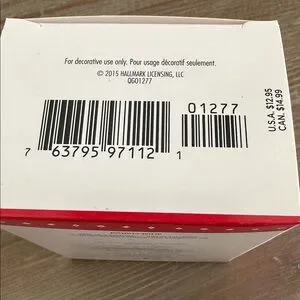 For decorative use only. Pour usage décoratif seulement.
© 2015 HALLMARK LICENSING, LLC
QGO1277
01277
7 63795 97112 1
U.S.A. $12.95
CAN. $14.99